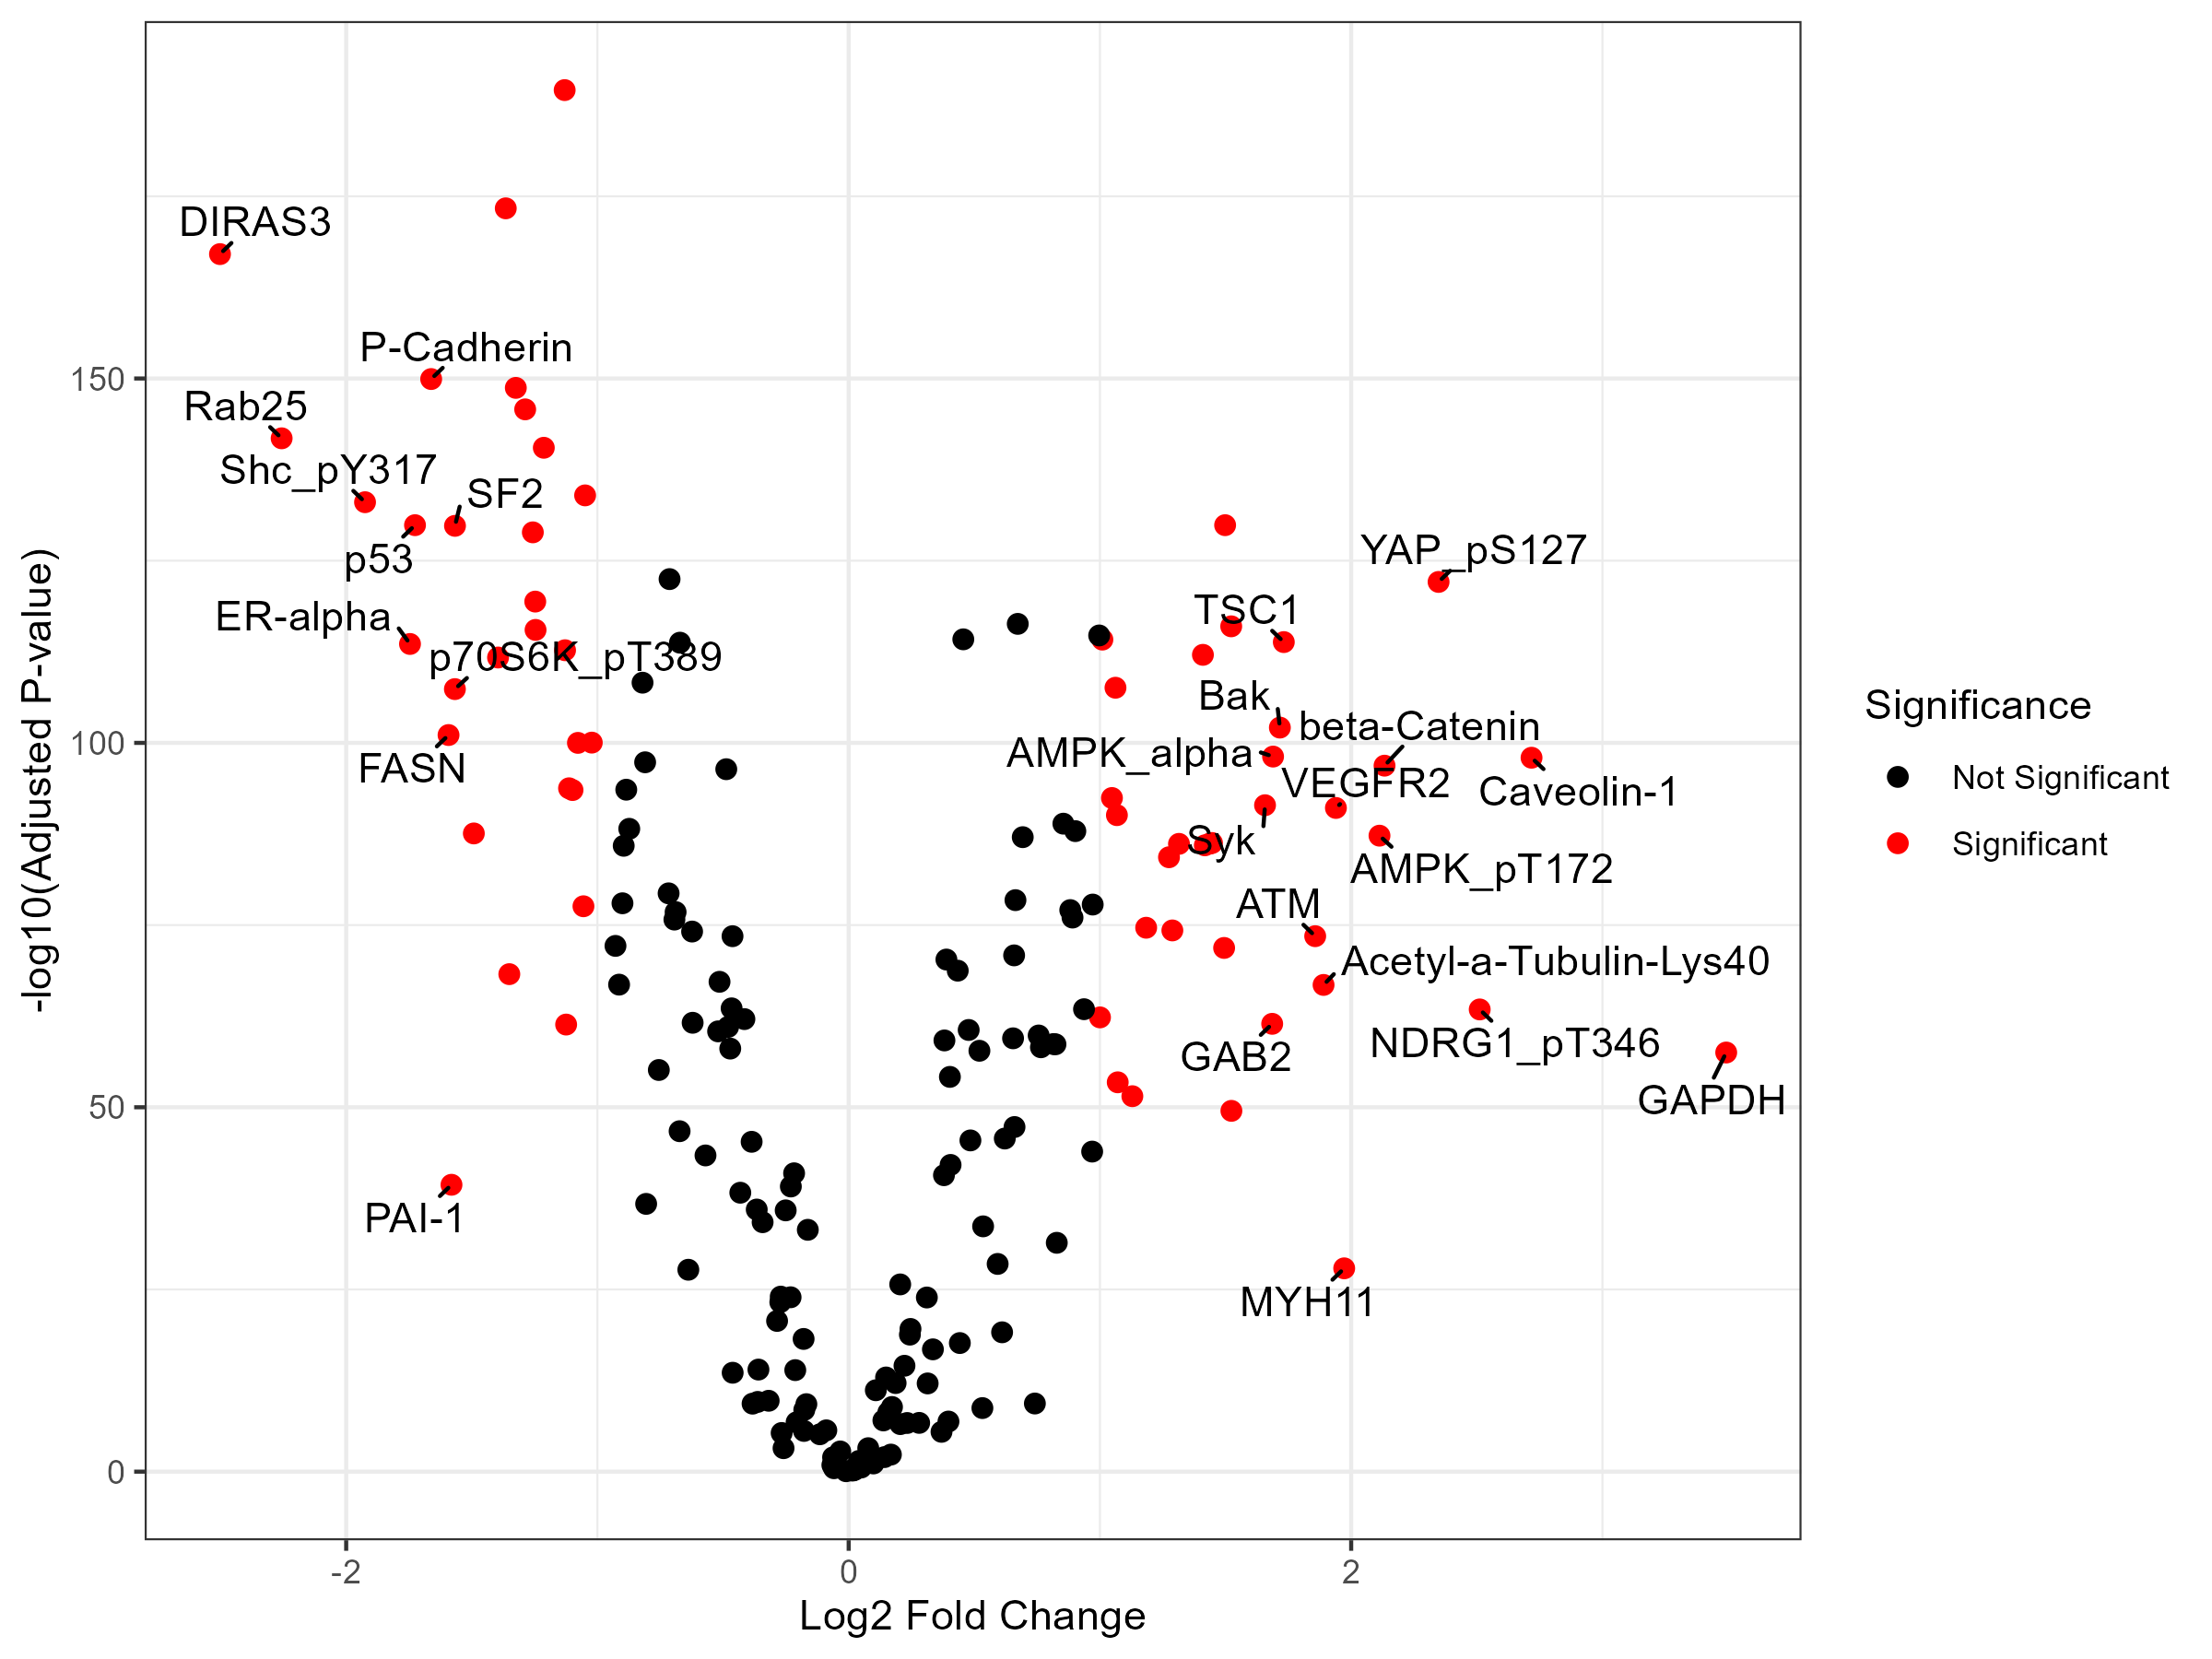 DIRAS3
P-Cadherin
150
Rab25
Shc_pY317
SF2
p53
YAP_pS127
TSC1
ER-alpha
p70S6K_pT389
Bak
beta-Catenin
100
AMPK_alpha
FASN
VEGFR2
Caveolin-1
Syk
AMPK_pT172
ATM
Acetyl-a-Tubulin-Lys40
GAB2
NDRG1_pT346
50
GAPDH
PAI-1
MYH11
0
-2
0
2
Log2 Fold Change
-log10(Adjusted P-value)
Significance
Not Significant
Significant